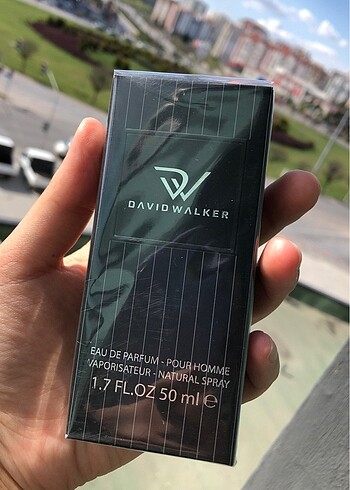 DAVID WALKER
EAU DE PARFUM - POUR HOMME
VAPORISATEUR - NATURAL SPRAY
1.7 FL.OZ 50 ml ℮